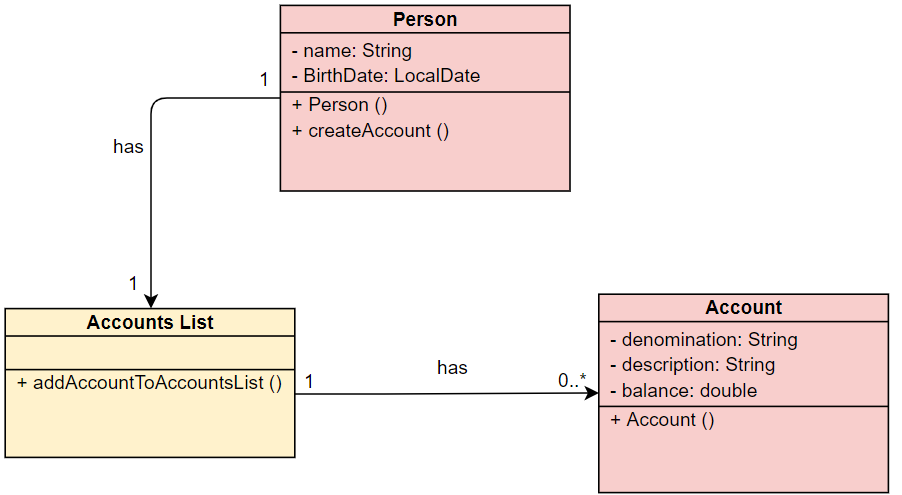 Person
- name: String
- BirthDate: LocalDate
+ Person ()
+ createAccount ()
1
has
1
Accounts List
+ addAccountToAccountsList ()
1
has
0..*
Account
- denomination: String
- description: String
- balance: double
+ Account ()